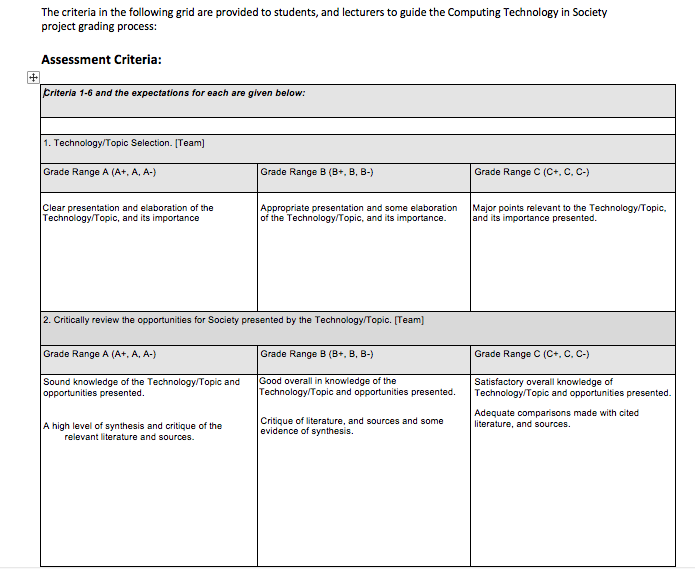 The criteria in the following grid are provided to students, and lecturers to guide the Computing Technology in Society
project grading process:
Assessment Criteria:
Criteria 1-6 and the expectations for each are given below:
1. Technology/Topic Selection. [Team]
Grade Range A (A+, A, A-)
Grade Range B (B+, B, B-)
Grade Range C (C+, C, C-)
Clear presentation and elaboration of the
Technology/Topic, and its importance
Appropriate presentation and some elaboration
of the Technology/Topic, and its importance.
Major points relevant to the Technology/Topic,
and its importance presented.
2. Critically review the opportunities for Society presented by the Technology/Topic. [Team]
Grade Range A (A+, A, A-)
Grade Range B (B+, B, B-)
Grade Range C (C+, C, C-)
Sound knowledge of the Technology/Topic and
opportunities presented.
A high level of synthesis and critique of the
relevant literature and sources.
Good overall in knowledge of the
Technology/Topic and opportunities presented.
Critique of literature, and sources and some
evidence of synthesis.
Satisfactory overall knowledge of
Technology/Topic and opportunities presented.
Adequate comparisons made with cited
literature, and sources.